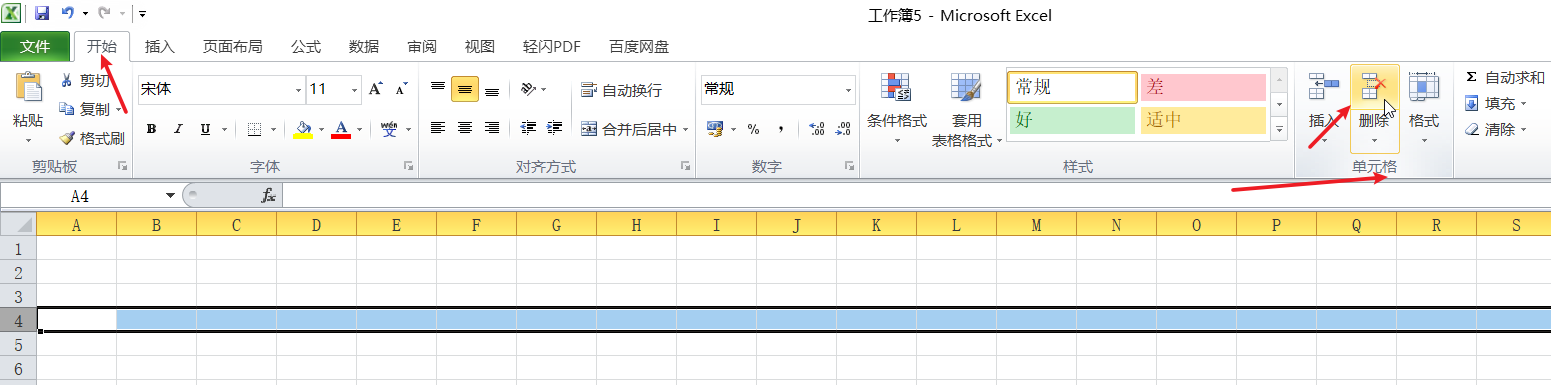 工作簿5 - Microsoft Excel
文件 开始 插入 页面布局 公式 数据 审阅 视图 轻闪PDF 百度网盘
粘贴
剪切
复制
格式刷
剪贴板
宋体 11 A A
B I U A wén 文
字体
自动换行
合并后居中
对齐方式
常规
% , .00 .0 .0 .00
数字
条件格式
套用
表格格式
常规 差
好 适中
样式
插入 删除 格式
单元格
Σ 自动求和
填充
清除
A4 fx
A B C D E F G H I J K L M N O P Q R S
1
2
3
4
5
6